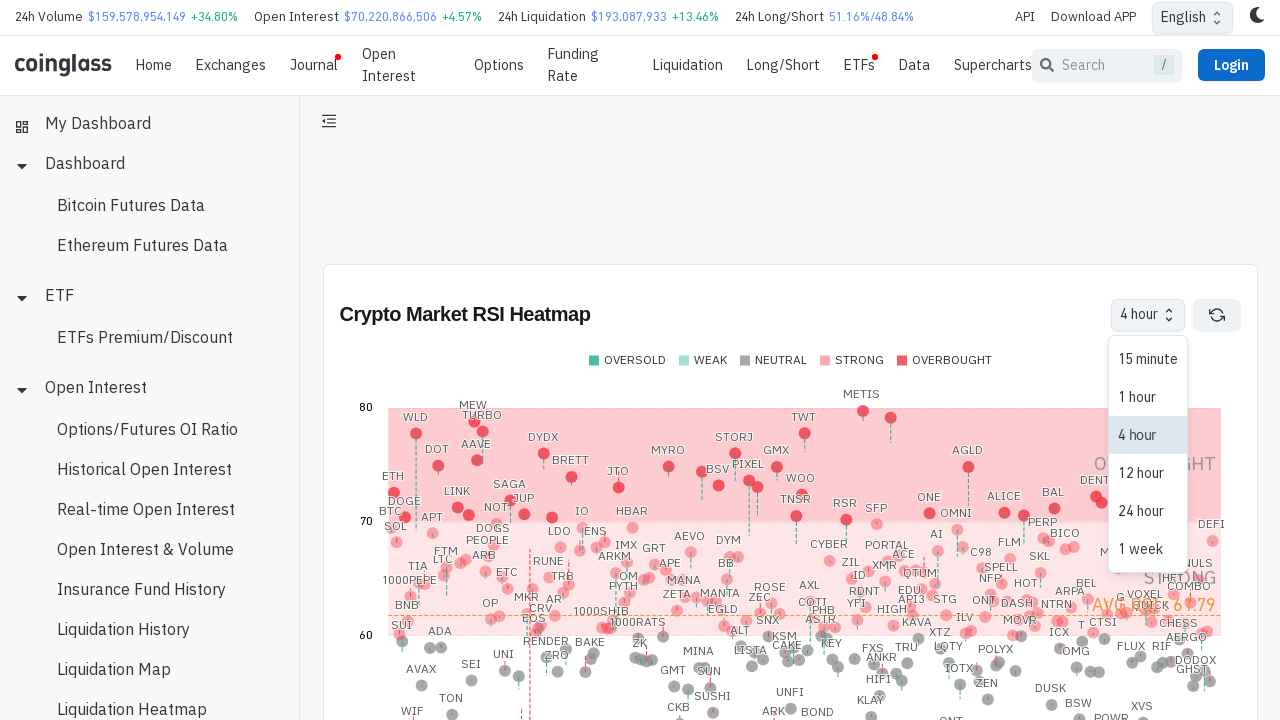 24h Volume $159,578,954,149 +34.80% Open Interest $70,220,866,506 +4.57% 24h Liquidation $193,087,933 +13.46% 24h Long/Short 51.16%/48.84% API Download APP English
coinglass Home Exchanges Journal Open Interest Options Funding Rate Liquidation Long/Short ETFs Data Supercharts Search / Login
My Dashboard
Dashboard
Bitcoin Futures Data
Ethereum Futures Data
ETF
ETFs Premium/Discount
Open Interest
Options/Futures OI Ratio
Historical Open Interest
Real-time Open Interest
Open Interest & Volume
Insurance Fund History
Liquidation History
Liquidation Map
Liquidation Heatmap
Crypto Market RSI Heatmap 4 hour
15 minute
1 hour
4 hour
12 hour
24 hour
1 week
OVERSOLD WEAK NEUTRAL STRONG OVERBOUGHT
METIS
80
MEW
WLD TURBO TWT
DYDX STORJ
DOT AAVE MYRO GMX AGLD
BRETT BSV PIXEL
ETH JTO WOO DENT
SAGA
LINK BAL
DOGE JUP TNSR ONE ALICE
BTC NOT IO HBAR RSR SFP OMNI
70
APT PERP DEFI
SOL DOGS LDO ENS AI BICO
PEOPLE AEVO DYM CYBER PORTAL FLM
FTM ARB ARKM IMX GRT ACE C98
LTC RUNE APE BB ZIL XMR SPELL SKL
TIA ETC TRB OM ID QTUM NFP
1000PEPE PYTH MANA ROSE AXL EDU HOT BEL COMBO
MKR ZETA MANTA ZEC RDNT ARPA VOXEL
BNB OP CRV 1000SHIB EGLD COTI YFI API3 STG ONT DASH NTRN QUICK
EOS 1000RATS SNX PHB HIGH ILV MOVR CTSI CHESS
SUI ASTR KAVA T
60
ADA ALT KSM XTZ ICX AERGO
RENDER BAKE ZK CAKE KEY FXS TRU LQTY POLYX FLUX RIF
UNI ZRO MINA LISTA ANKR OMG DODOX
AVAX SEI GMT SUN HIFI IOTX ZEN GHST
TON SUSHI UNFI KLAY DUSK
WIF CKB ARK BOND BSW XVS
STRONG